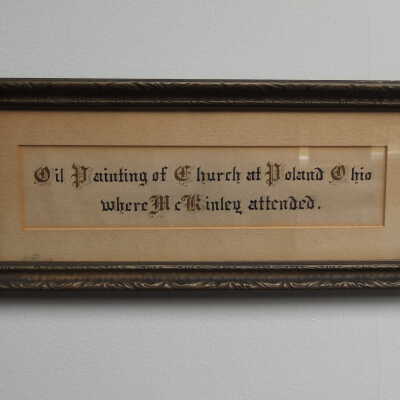 Oil Painting of Church at Poland Ohio
where McKinley attended.